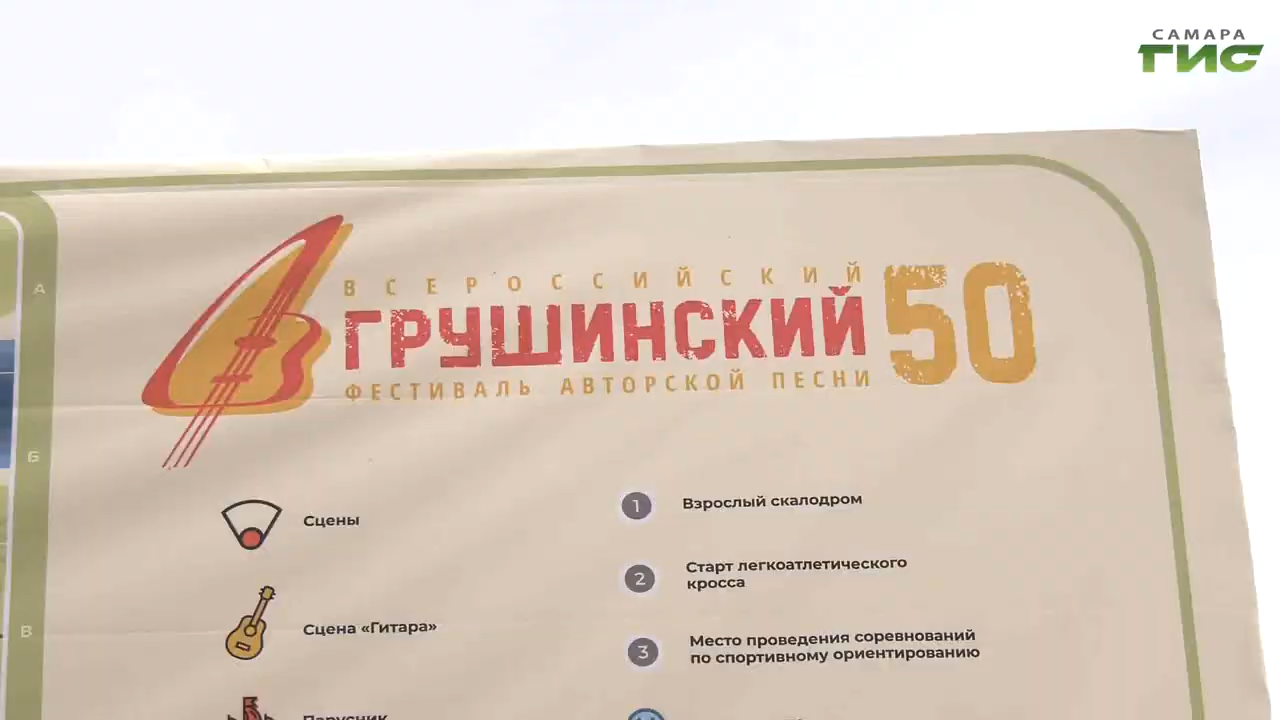 САМАРА
ГИС
А
Б
В
ВСЕРОССИЙСКИЙ
ГРУШИНСКИЙ 50
ФЕСТИВАЛЬ АВТОРСКОЙ ПЕСНИ
Сцены
Сцена «Гитара»
Парусник
1 Взрослый скалодром
2 Старт легкоатлетического
кросса
3 Место проведения соревнований
по спортивному ориентированию